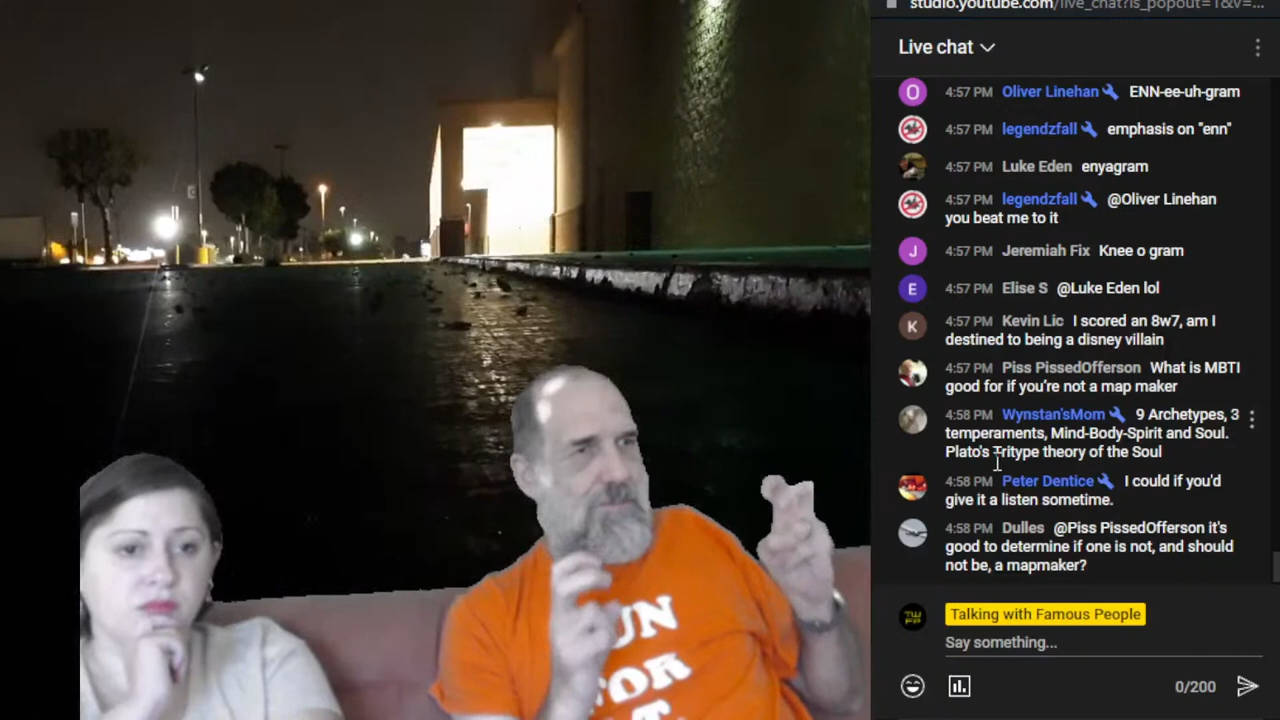 studio.youtube.com/live_chat?is_popout=1&v=...
Live chat
4:57 PM Oliver Linehan ENN-ee-uh-gram
4:57 PM legendzfall emphasis on "enn"
4:57 PM Luke Eden enyagram
4:57 PM legendzfall @Oliver Linehan
you beat me to it
4:57 PM Jeremiah Fix Knee o gram
4:57 PM Elise S @Luke Eden lol
4:57 PM Kevin Lic I scored an 8w7, am I
destined to being a disney villain
4:57 PM Piss PissedOfferson What is MBTI
good for if you're not a map maker
4:58 PM Wynstan'sMom 9 Archetypes, 3
temperaments, Mind-Body-Spirit and Soul.
Plato's Tritype theory of the Soul
4:58 PM Peter Dentice I could if you'd
give it a listen sometime.
4:58 PM Dulles @Piss PissedOfferson it's
good to determine if one is not, and should
not be, a mapmaker?
Talking with Famous People
Say something...
0/200
O
J
E
K
TW
FP
UN